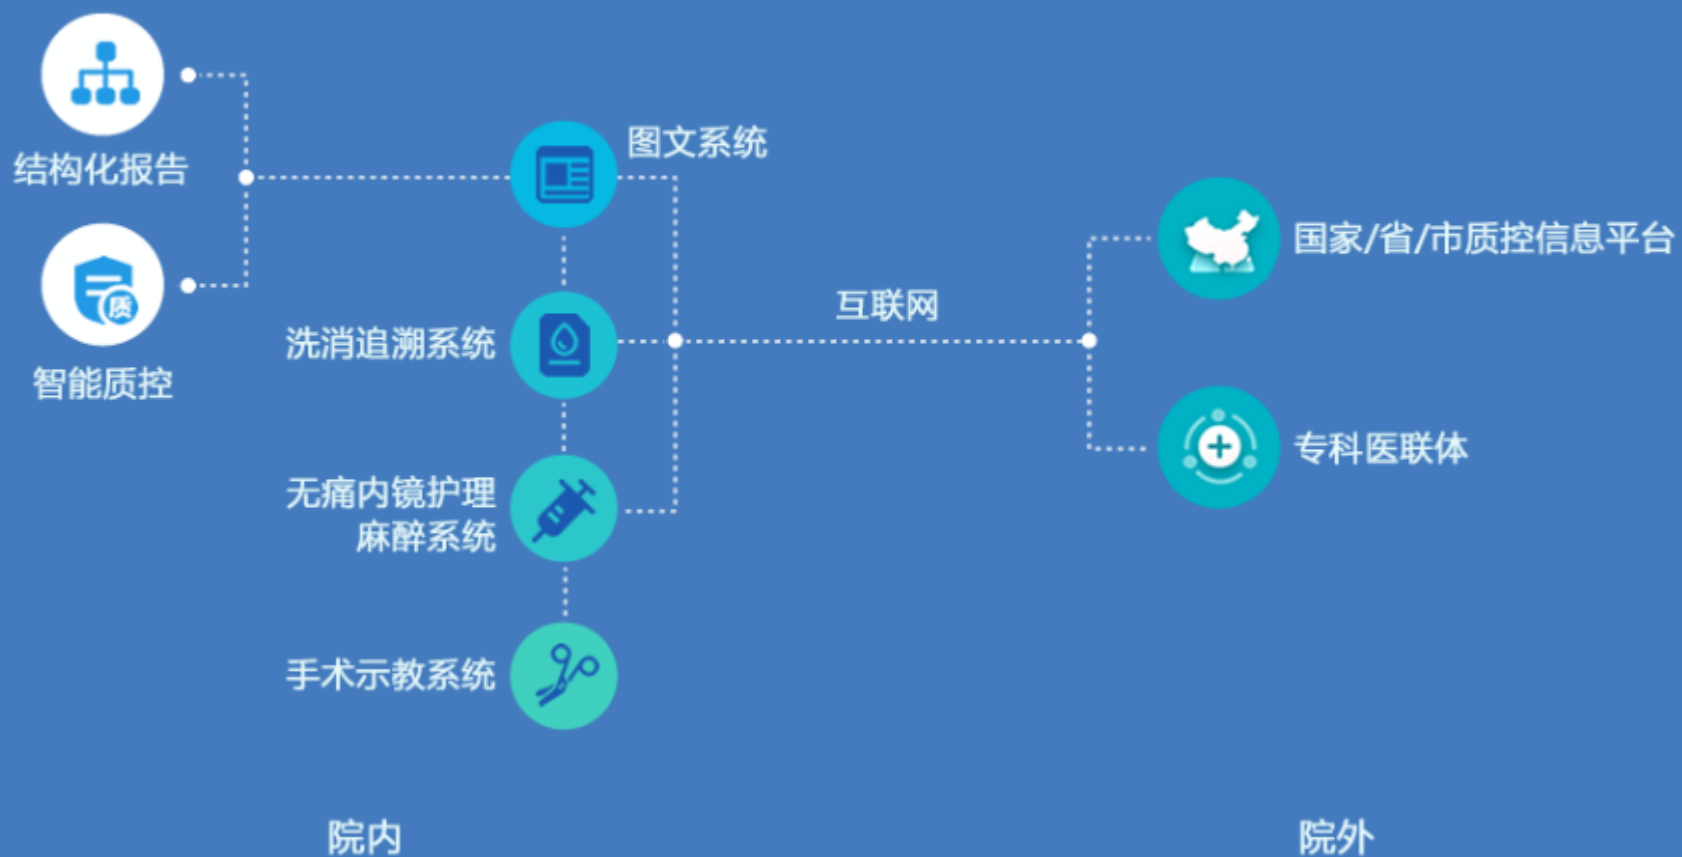 结构化报告
质
智能质控
图文系统
洗消追溯系统
无痛内镜护理
麻醉系统
手术示教系统
互联网
国家/省/市质控信息平台
专科医联体
院内
院外